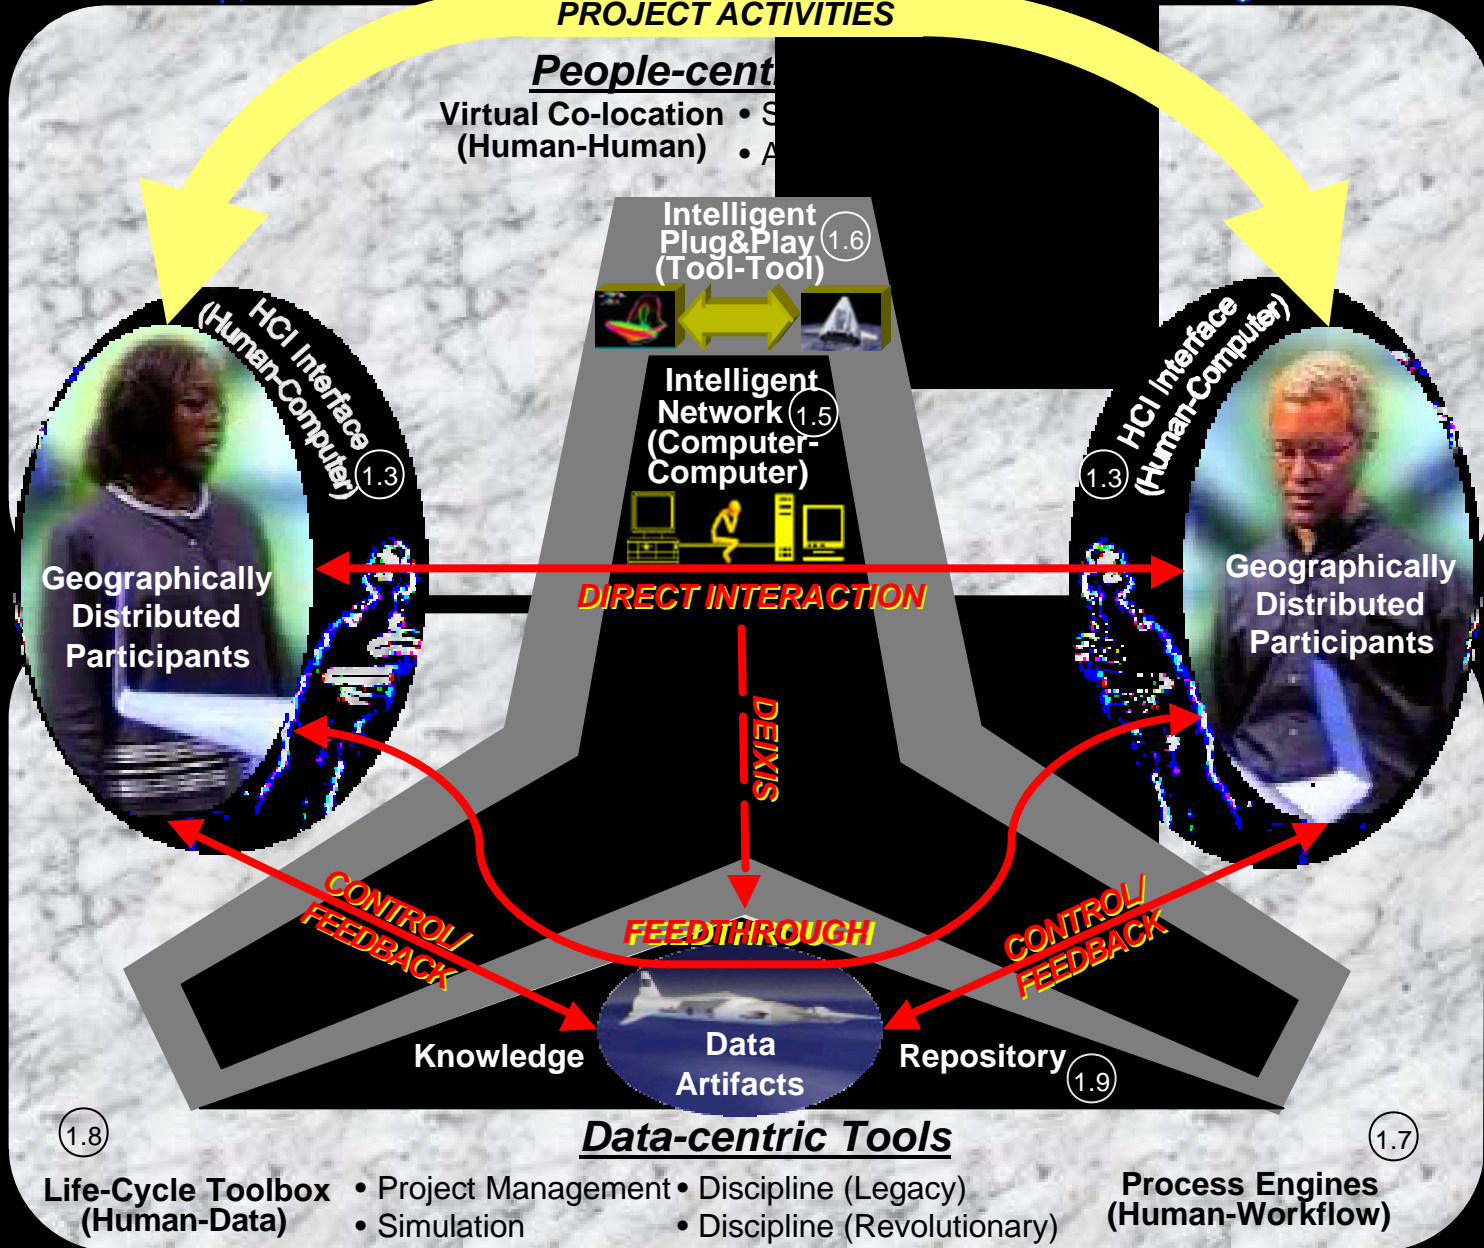 PROJECT ACTIVITIES
People-cent
Virtual Co-location • S
(Human-Human) • A
Intelligent
Plug&Play 1.6
(Tool-Tool)
HCI Interface
(Human-Computer)
1.3
HCI Interface
(Human-Computer)
1.3
Intelligent
Network 1.5
(Computer-
Computer)
Geographically
Distributed
Participants
DIRECT INTERACTION
Geographically
Distributed
Participants
DEIXIS
CONTROL/
FEEDBACK
FEEDTHROUGH
CONTROL/
FEEDBACK
Knowledge
Data
Artifacts
Repository
1.9
1.8
Data-centric Tools
1.7
Life-Cycle Toolbox
(Human-Data)
• Project Management
• Simulation
• Discipline (Legacy)
• Discipline (Revolutionary)
Process Engines
(Human-Workflow)